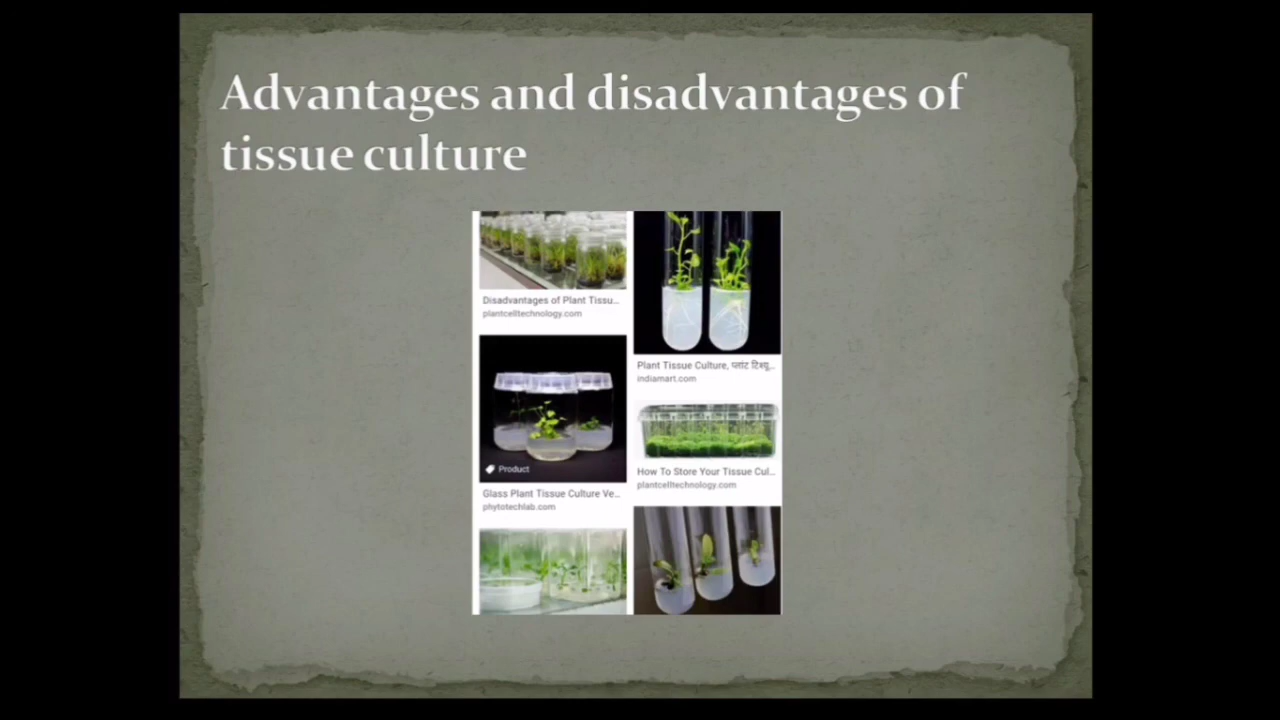 Advantages and disadvantages of
tissue culture
Disadvantages of Plant Tissu...
plantcelltechnology.com
Product
Glass Plant Tissue Culture Ve...
phytotechlab.com
Plant Tissue Culture, प्लांट टिश्यू...
indiamart.com
How To Store Your Tissue Cul...
plantcelltechnology.com